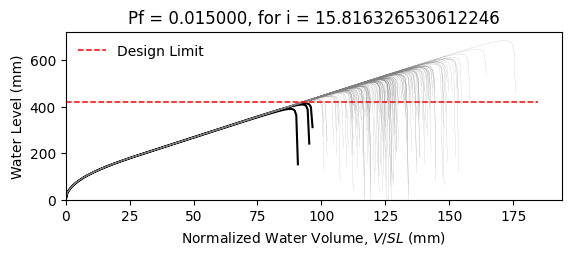 Pf = 0.015000, for i = 15.816326530612246
Design Limit
Water Level (mm)
600
400
200
0
0 25 50 75 100 125 150 175
Normalized Water Volume, V/SL (mm)